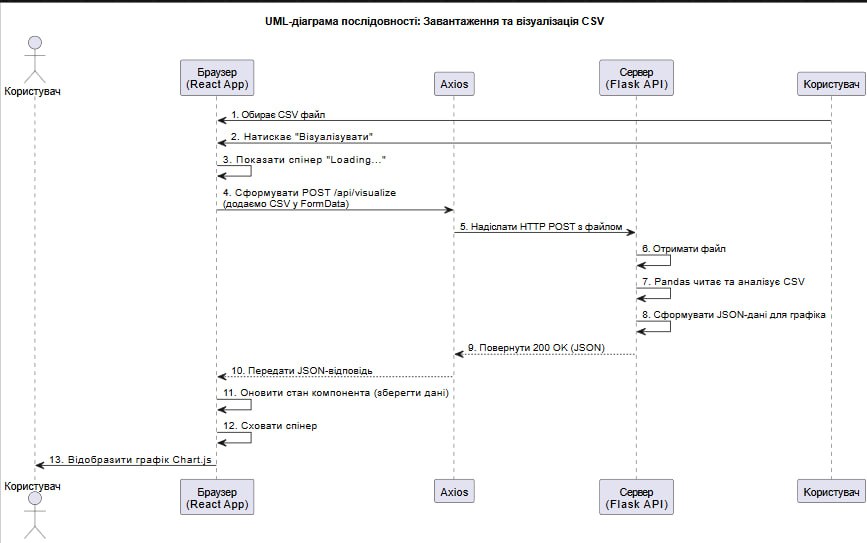 UML-діаграма послідовності: Завантаження та візуалізація CSV
Користувач
Браузер
(React App)
Axios
Сервер
(Flask API)
Користувач
1. Обирає CSV файл
2. Натискає "Візуалізувати"
3. Показати спінер "Loading..."
4. Сформувати POST /api/visualize
(додаємо CSV у FormData)
5. Надіслати HTTP POST з файлом
6. Отримати файл
7. Pandas читає та аналізує CSV
8. Сформувати JSON-дані для графіка
9. Повернути 200 OK (JSON)
10. Передати JSON-відповідь
11. Оновити стан компонента (зберегти дані)
12. Сховати спінер
13. Відобразити графік Chart.js
Користувач
Браузер
(React App)
Axios
Сервер
(Flask API)
Користувач